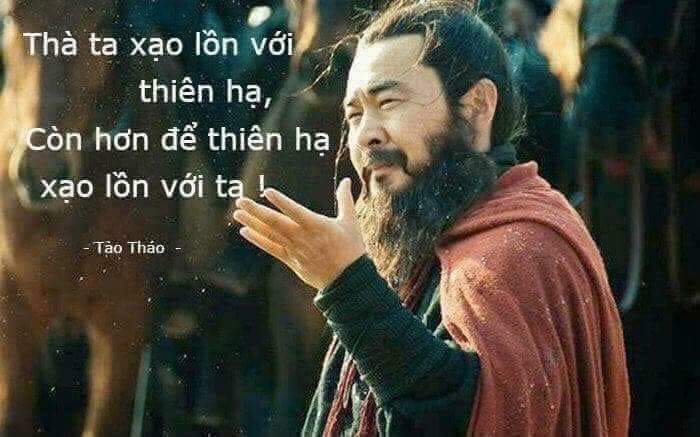 Thà ta xạo lồn với
thiên hạ,
Còn hơn để thiên hạ
xạo lồn với ta !
- Tào Tháo -